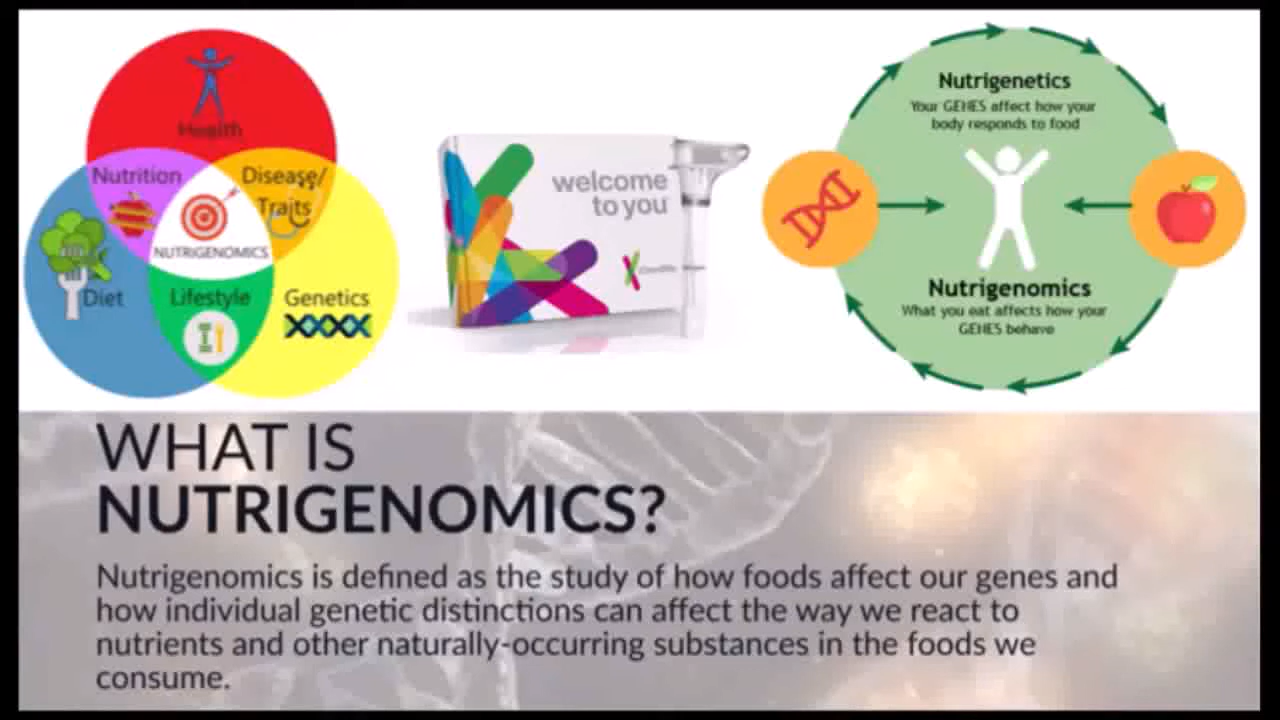 Health
Nutrition
Disease/
Traits
NUTRIGENOMICS
Diet
Lifestyle
Genetics
welcome
to you
Nutrigenetics
Your GENES affect how your
body responds to food
Nutrigenomics
What you eat affects how your
GENES behave
WHAT IS
NUTRIGENOMICS?
Nutrigenomics is defined as the study of how foods affect our genes and
how individual genetic distinctions can affect the way we react to
nutrients and other naturally-occurring substances in the foods we
consume.